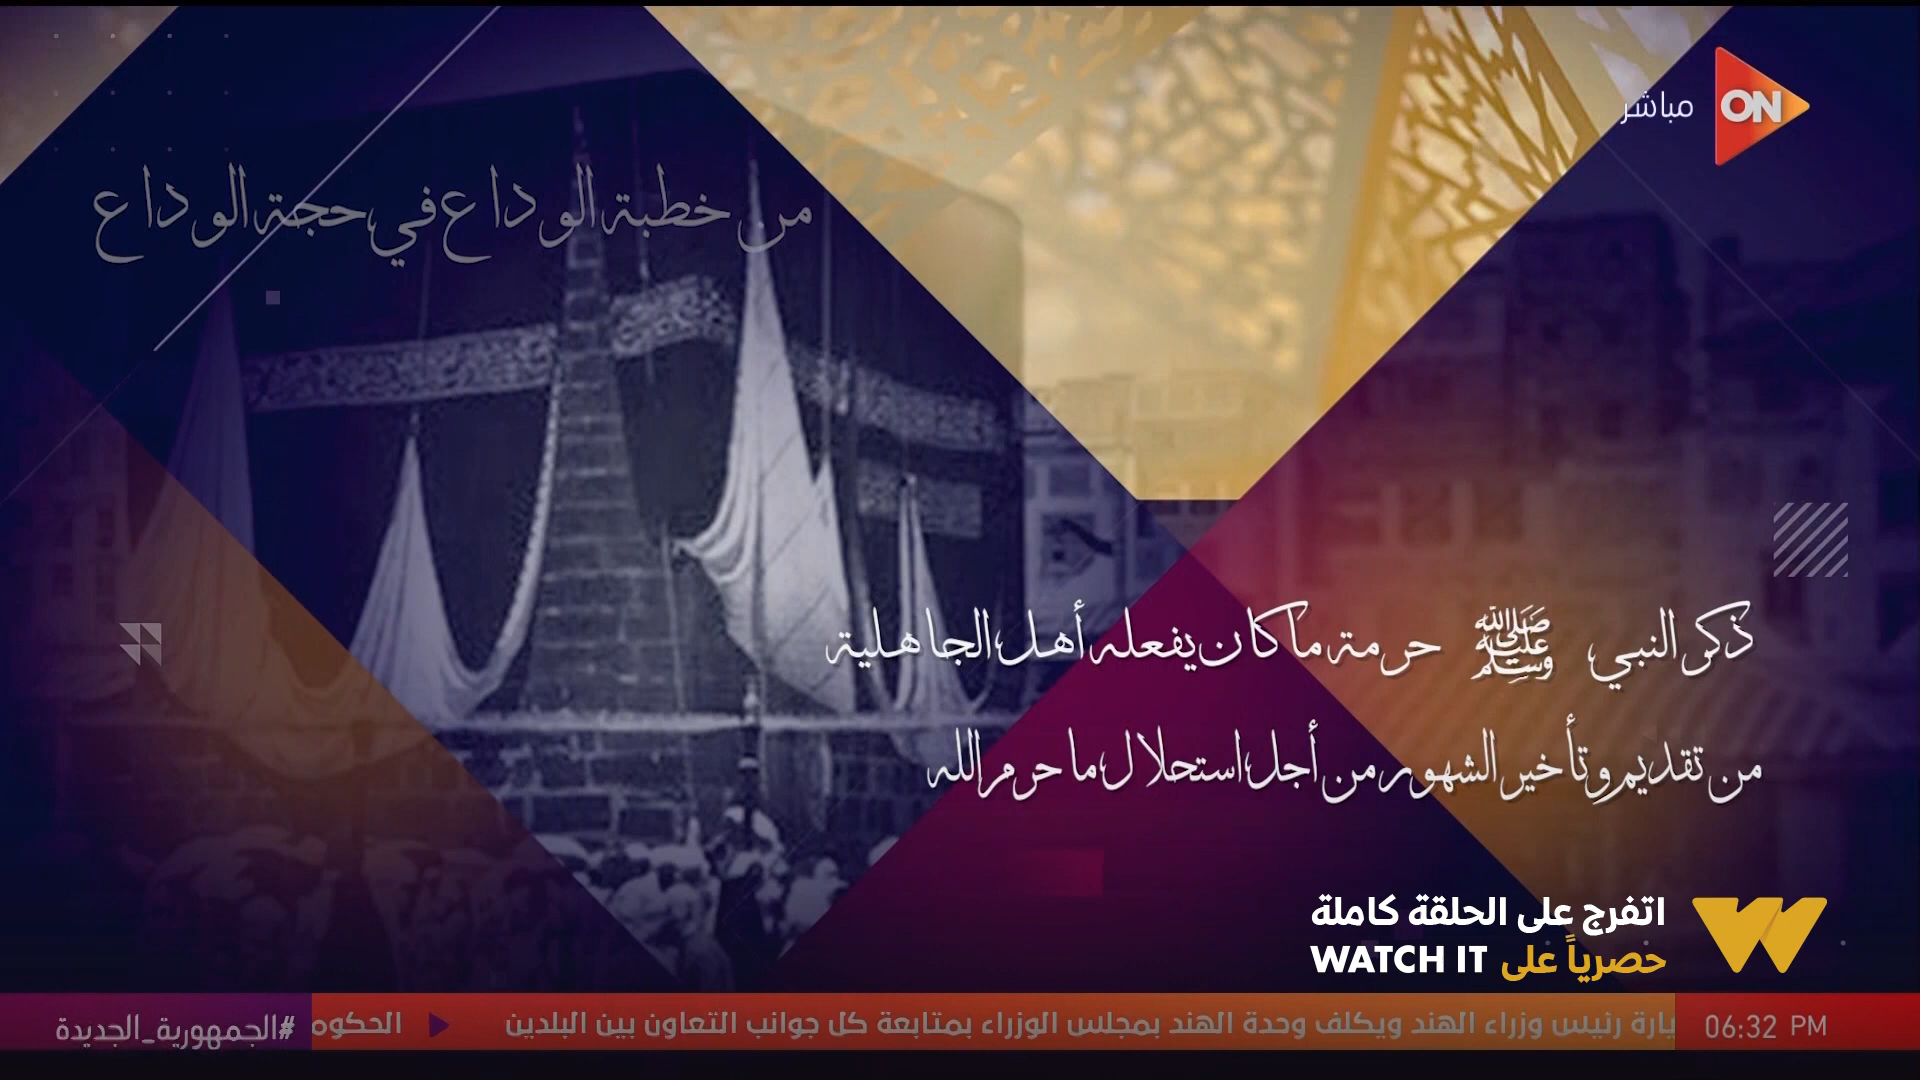 مباشر ON
من خطبة الوداع في حجة الوداع
ذكر النبي ﷺ حرمة ما كان يفعله أهل الجاهلية
من تقديم وتأخير الشهور من أجل استحلال ما حرم الله
اتفرج على الحلقة كاملة
حصرياً على WATCH IT
يارة رئيس وزراء الهند ويكلف وحدة الهند بمجلس الوزراء بمتابعة كل جوانب التعاون بين البلدين
الحكوم
#الجمهورية_الجديدة
06:32 PM